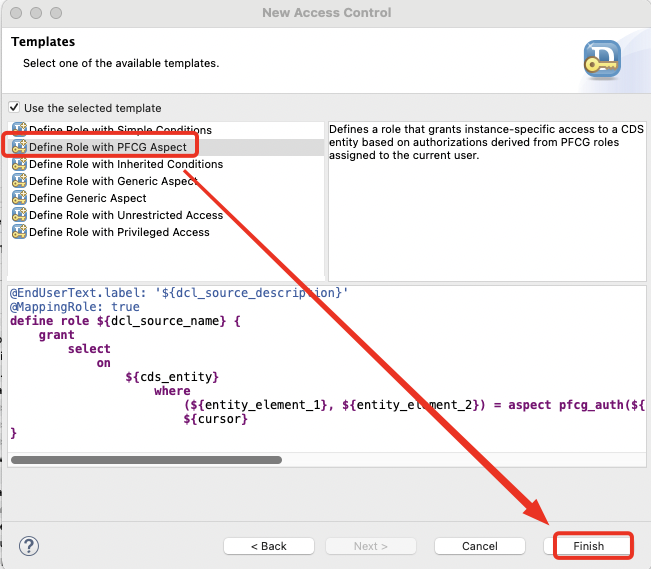 New Access Control
Templates
Select one of the available templates.
Use the selected template
Define Role with Simple Conditions
Define Role with PFCG Aspect
Define Role with Inherited Conditions
Define Role with Generic Aspect
Define Generic Aspect
Define Role with Unrestricted Access
Define Role with Privileged Access
Defines a role that grants instance-specific access to a CDS
entity based on authorizations derived from PFCG roles
assigned to the current user.
@EndUserText.label: '${dcl_source_description}'
@MappingRole: true
define role ${dcl_source_name} {
grant
select
on
${cds_entity}
where
(${entity_element_1}, ${entity_element_2}) = aspect pfcg_auth(${
${cursor}
}
?
< Back
Next >
Cancel
Finish